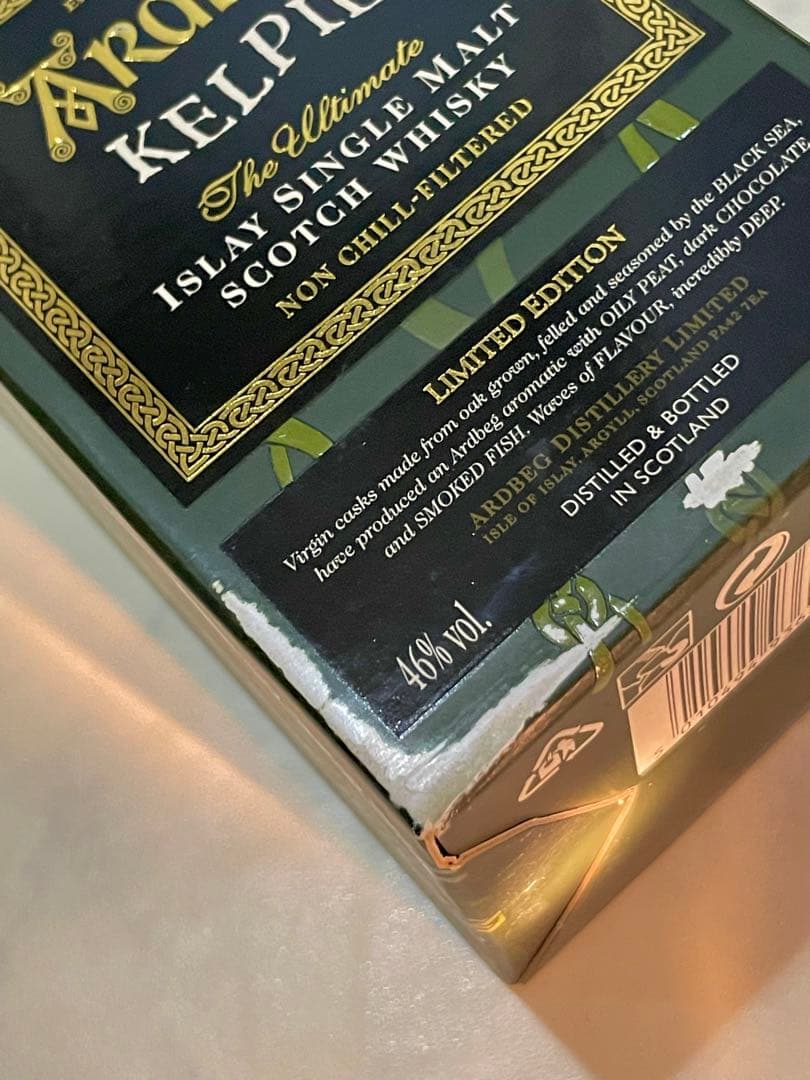 KELPIE
The Ultimate
ISLAY SINGLE MALT
SCOTCH WHISKY
NON CHILL-FILTERED
LIMITED EDITION
Virgin casks made from oak grown, felled and seasoned by the BLACK SEA,
have produced an Ardbeg aromatic with OILY PEAT, dark CHOCOLATE
and SMOKED FISH. Waves of FLAVOUR, incredibly DEEP.
ARDBEG DISTILLERY LIMITED
ISLE OF ISLAY, ARGYLL, SCOTLAND PA42 7EA
DISTILLED & BOTTLED
IN SCOTLAND
46% vol.